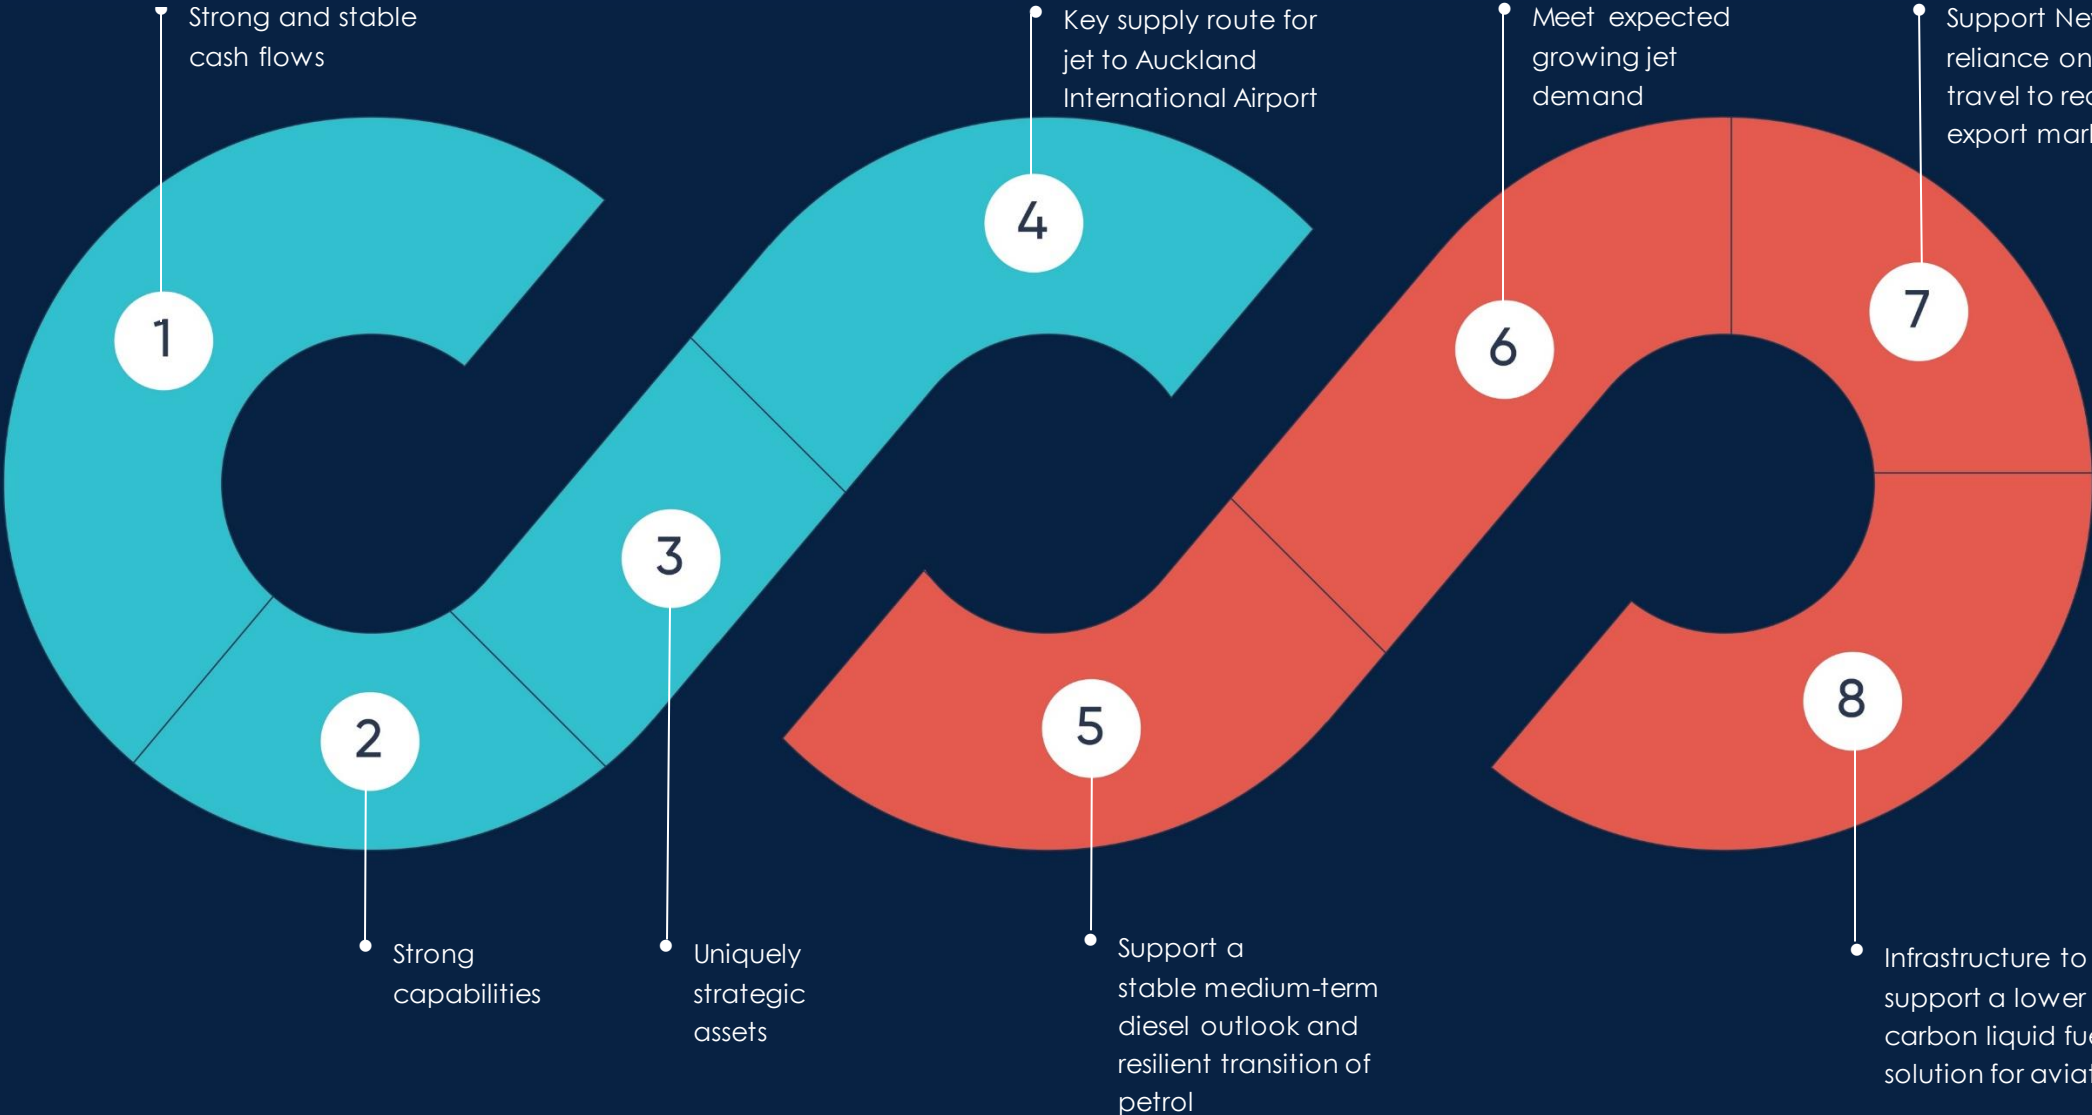 Strong and stable
cash flows
Key supply route for
jet to Auckland
International Airport
Meet expected
growing jet
demand
Support
reliance on
travel to
export
1
4
6
7
3
2
5
8
Strong
capabilities
Uniquely
strategic
assets
Support a
stable medium-term
diesel outlook and
resilient transition of
petrol
Infrastructure to
support a lower
carbon liquid
solution for